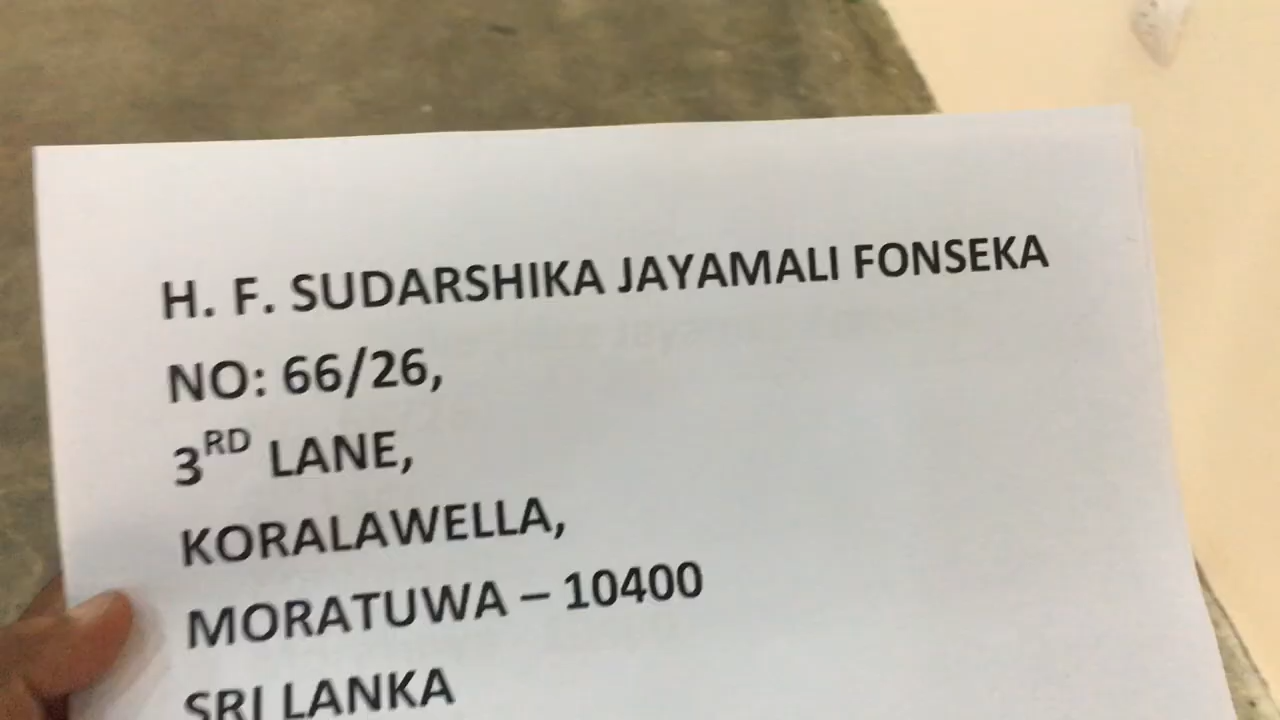 H. F. SUDARSHIKA JAYAMALI FONSEKA
NO: 66/26,
3RD LANE,
KORALAWELLA,
MORATUWA – 10400
SRI LANKA